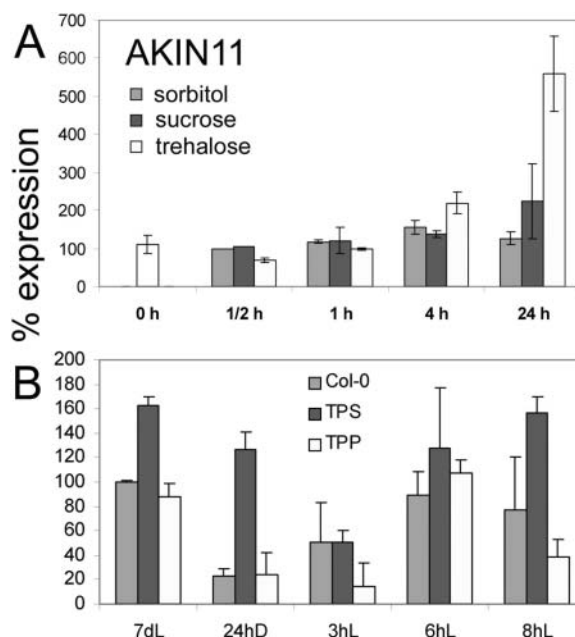 A
AKIN11
sorbitol
sucrose
trehalose
% expression
700
600
500
400
300
200
100
0
0 h 1/2 h 1 h 4 h 24 h
B
Col-0
TPS
TPP
200
180
160
140
120
100
80
60
40
20
0
7dL 24hD 3hL 6hL 8hL